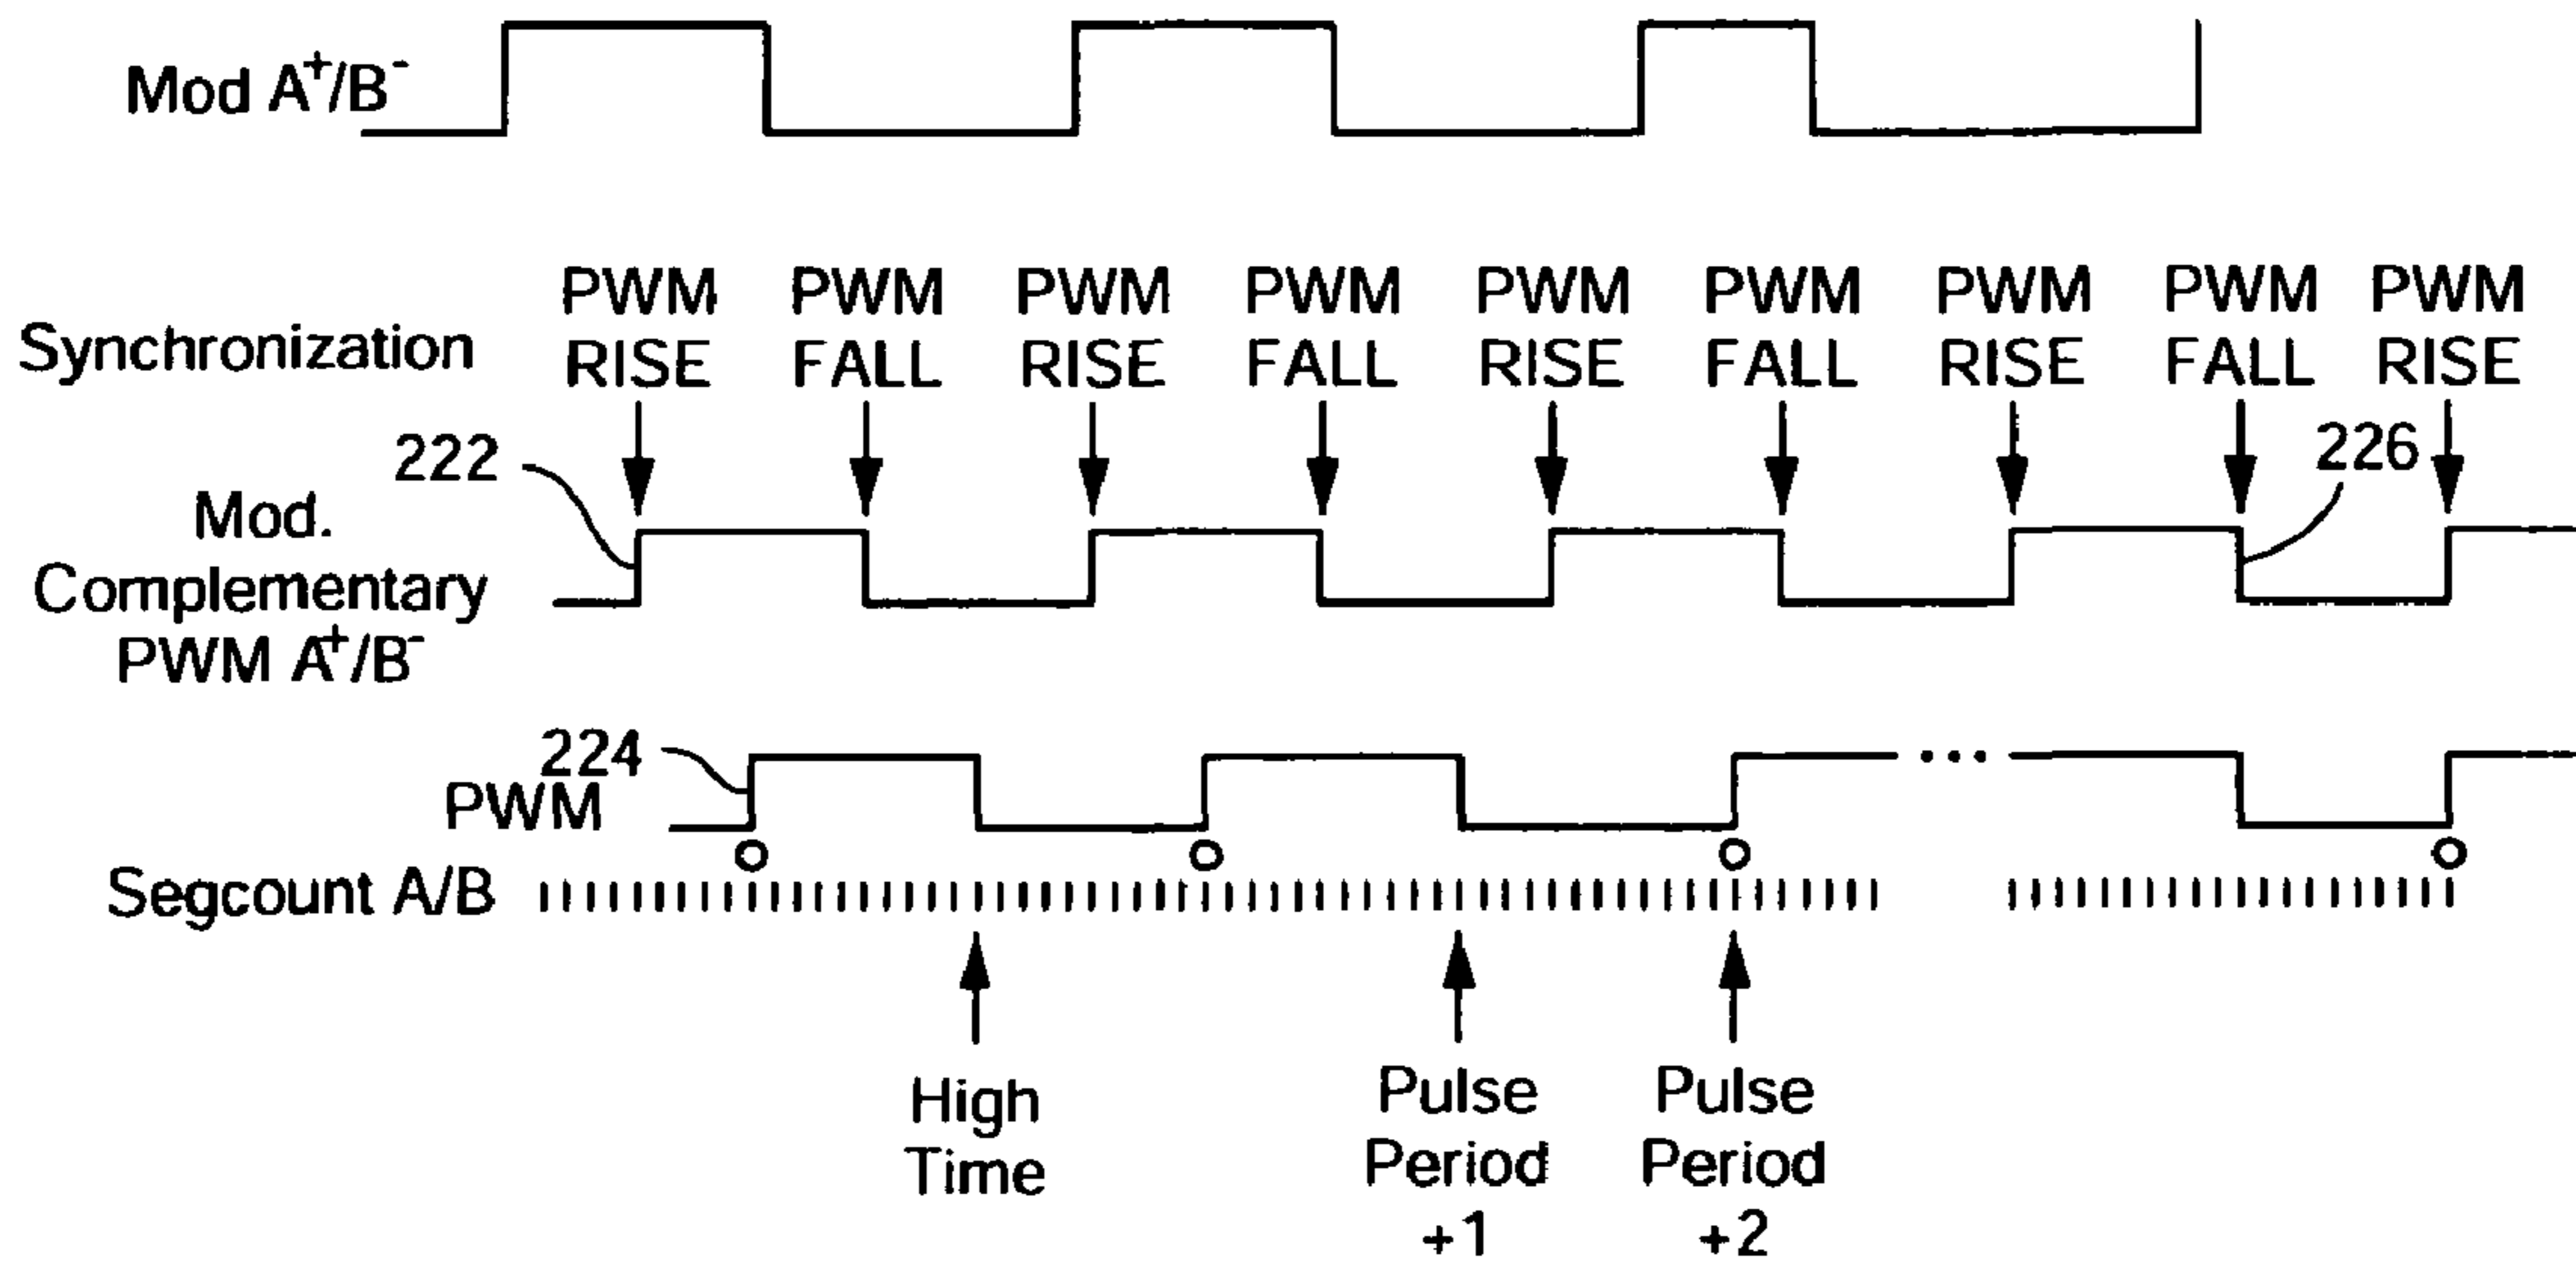 Mod A⁺/B⁻
Synchronization
PWM RISE
PWM FALL
PWM RISE
PWM FALL
PWM RISE
PWM FALL
PWM RISE
PWM FALL
PWM RISE
222
226
Mod.
Complementary
PWM A⁺/B⁻
224
PWM
Segcount A/B
High
Time
Pulse
Period
+1
Pulse
Period
+2